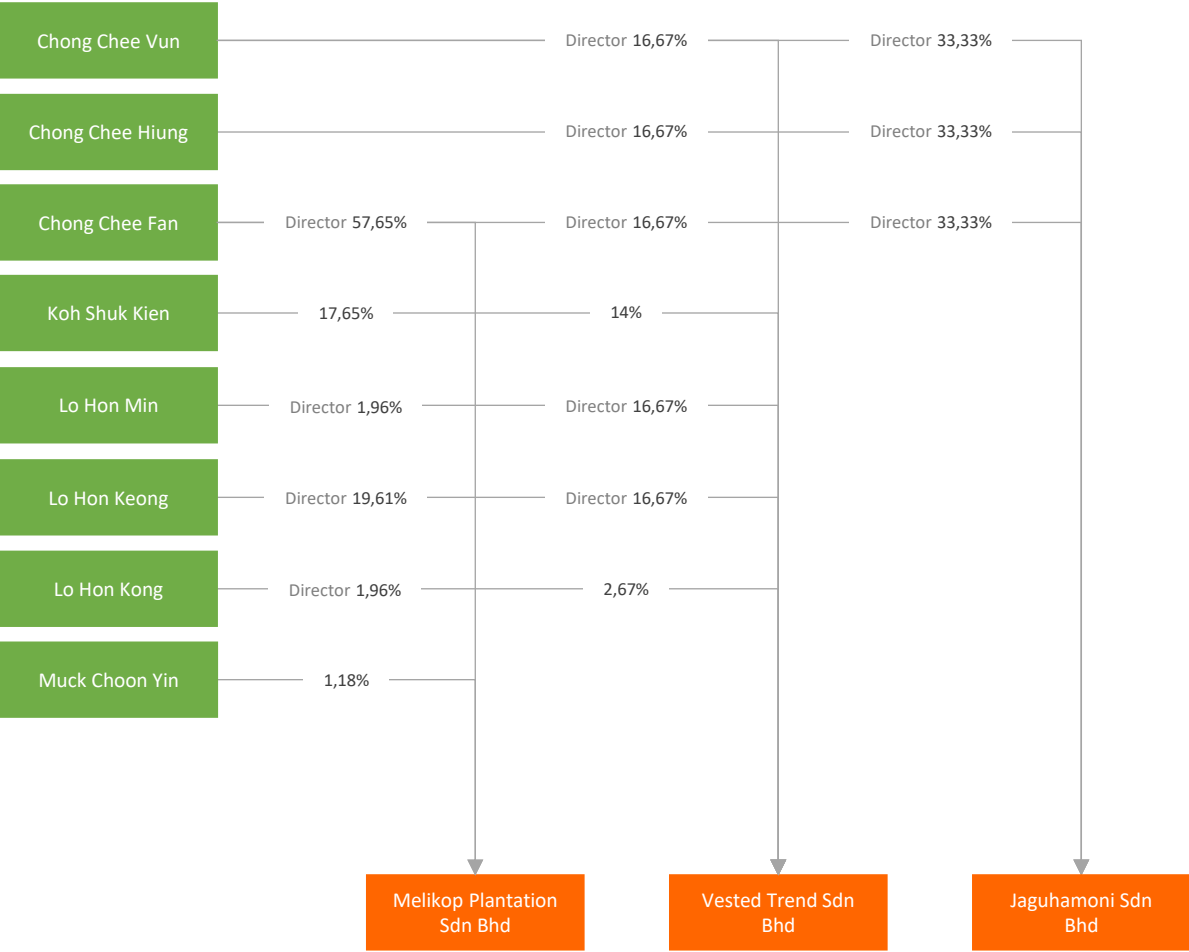 Chong Chee Vun
Director 16,67%
Director 33,33%
Chong Chee Hiung
Director 16,67%
Director 33,33%
Chong Chee Fan
Director 57,65%
Director 16,67%
Director 33,33%
Koh Shuk Kien
17,65%
14%
Lo Hon Min
Director 1,96%
Director 16,67%
Lo Hon Keong
Director 19,61%
Director 16,67%
Lo Hon Kong
Director 1,96%
2,67%
Muck Choon Yin
1,18%
Melikop Plantation
Sdn Bhd
Vested Trend Sdn
Bhd
Jaguhamoni Sdn
Bhd